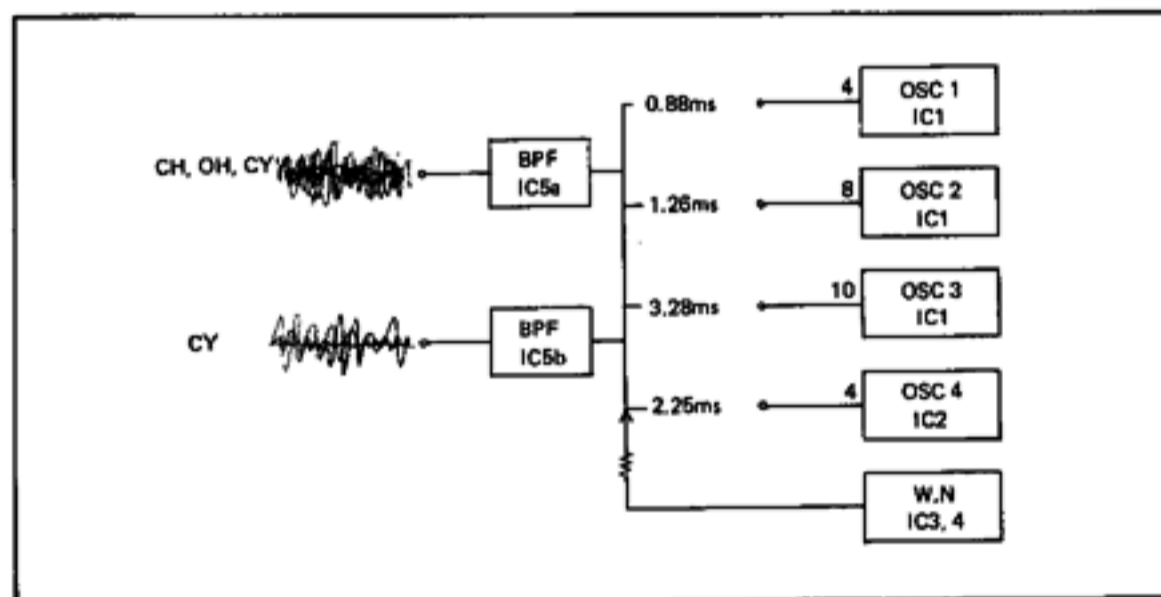 4
OSC 1
IC1
0.88ms
CH, OH, CY
BPF
IC5a
8
OSC 2
IC1
1.26ms
10
OSC 3
IC1
3.28ms
CY
BPF
IC5b
4
OSC 4
IC2
2.25ms
W.N
IC3, 4